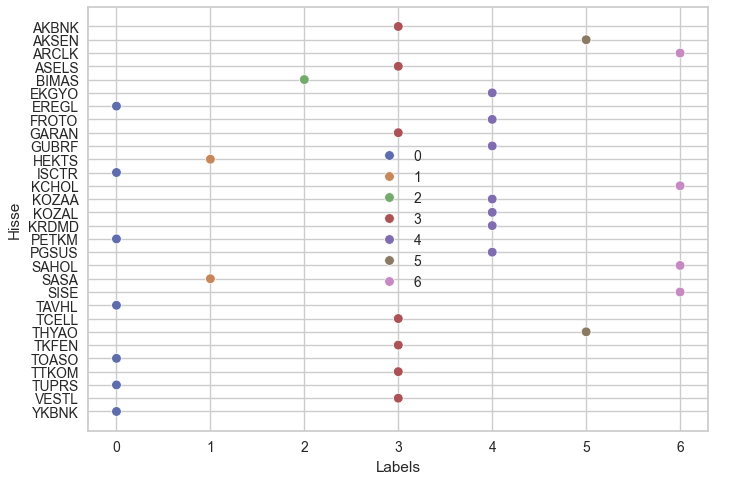 AKBNK
AKSEN
ARCLK
ASELS
BIMAS
EKGYO
EREGL
FROTO
GARAN
GUBRF
HEKTS
ISCTR
KCHOL
KOZAA
KOZAL
KRDMD
PETKM
PGSUS
SAHOL
SASA
SISE
TAVHL
TCELL
THYAO
TKFEN
TOASO
TTKOM
TUPRS
VESTL
YKBNK
Hisse
0
1
2
3
4
5
6
0 1 2 3 4 5 6
Labels